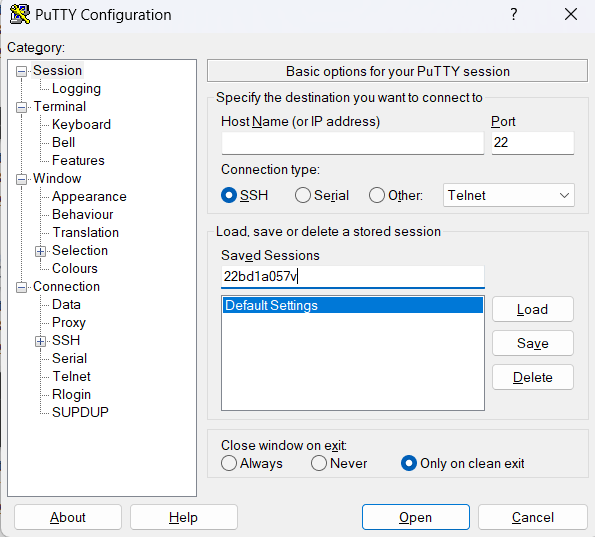 PuTTY Configuration
?
Category:
Session
Logging
Terminal
Keyboard
Bell
Features
Window
Appearance
Behaviour
Translation
Selection
Colours
Connection
Data
Proxy
SSH
Serial
Telnet
Rlogin
SUPDUP
Basic options for your PuTTY session
Specify the destination you want to connect to
Host Name (or IP address) Port
22
Connection type:
SSH Serial Other: Telnet
Load, save or delete a stored session
Saved Sessions
22bd1a057v
Default Settings
Load
Save
Delete
Close window on exit:
Always Never Only on clean exit
About Help Open Cancel